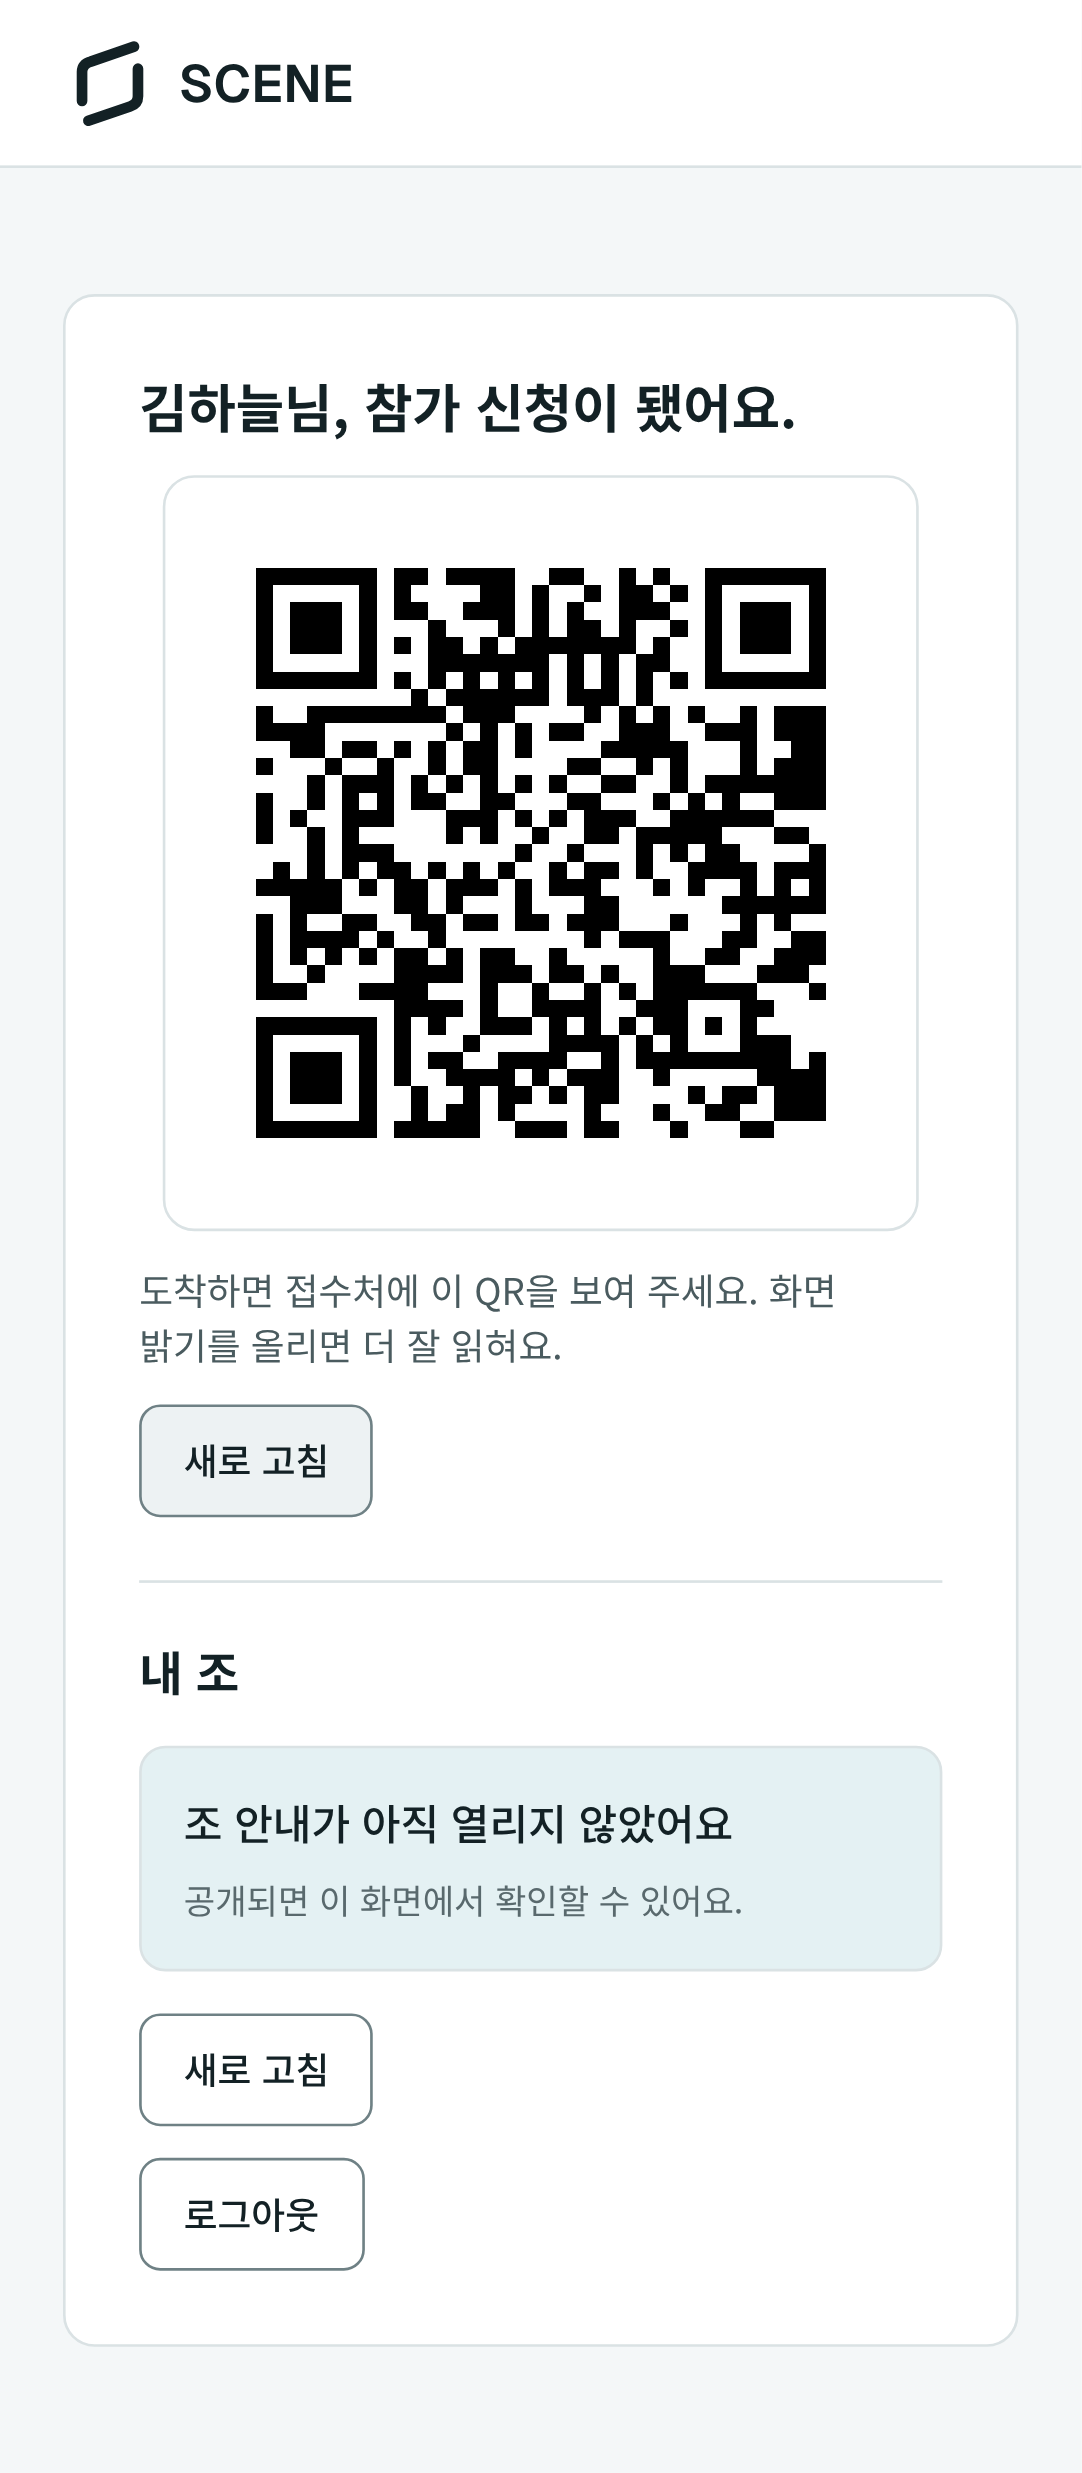 SCENE
김하늘님, 참가 신청이 됐어요.
도착하면 접수처에 이 QR을 보여 주세요. 화면
밝기를 올리면 더 잘 읽혀요.
새로 고침
내 조
조 안내가 아직 열리지 않았어요
공개되면 이 화면에서 확인할 수 있어요.
새로 고침
로그아웃